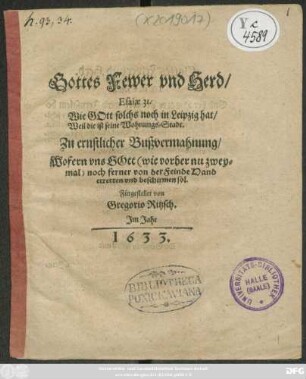 h. 93, 34.
(X2019012)
Yc
4589
Gottes Fewer vnd Herd/
Esaiæ 31.
Wie GOtt solchs noch in Leipzig hat/
Weil die ist seine Wohnungs-Stadt.
Zu ernstlicher Bußvermahnung/
Wofern vns GOtt (wie vorher nu zwey-
mal) noch ferner von der Feinde Hand
erretten vnd beschirmen sol.
Fürgestellet von
Gregorio Ritzsch.
Im Jahr
1633.
BIBLIOTHECA
PONICKAVIANA
UNIVERSITÄTS-BIBLIOTHEK
HALLE
(SAALE)